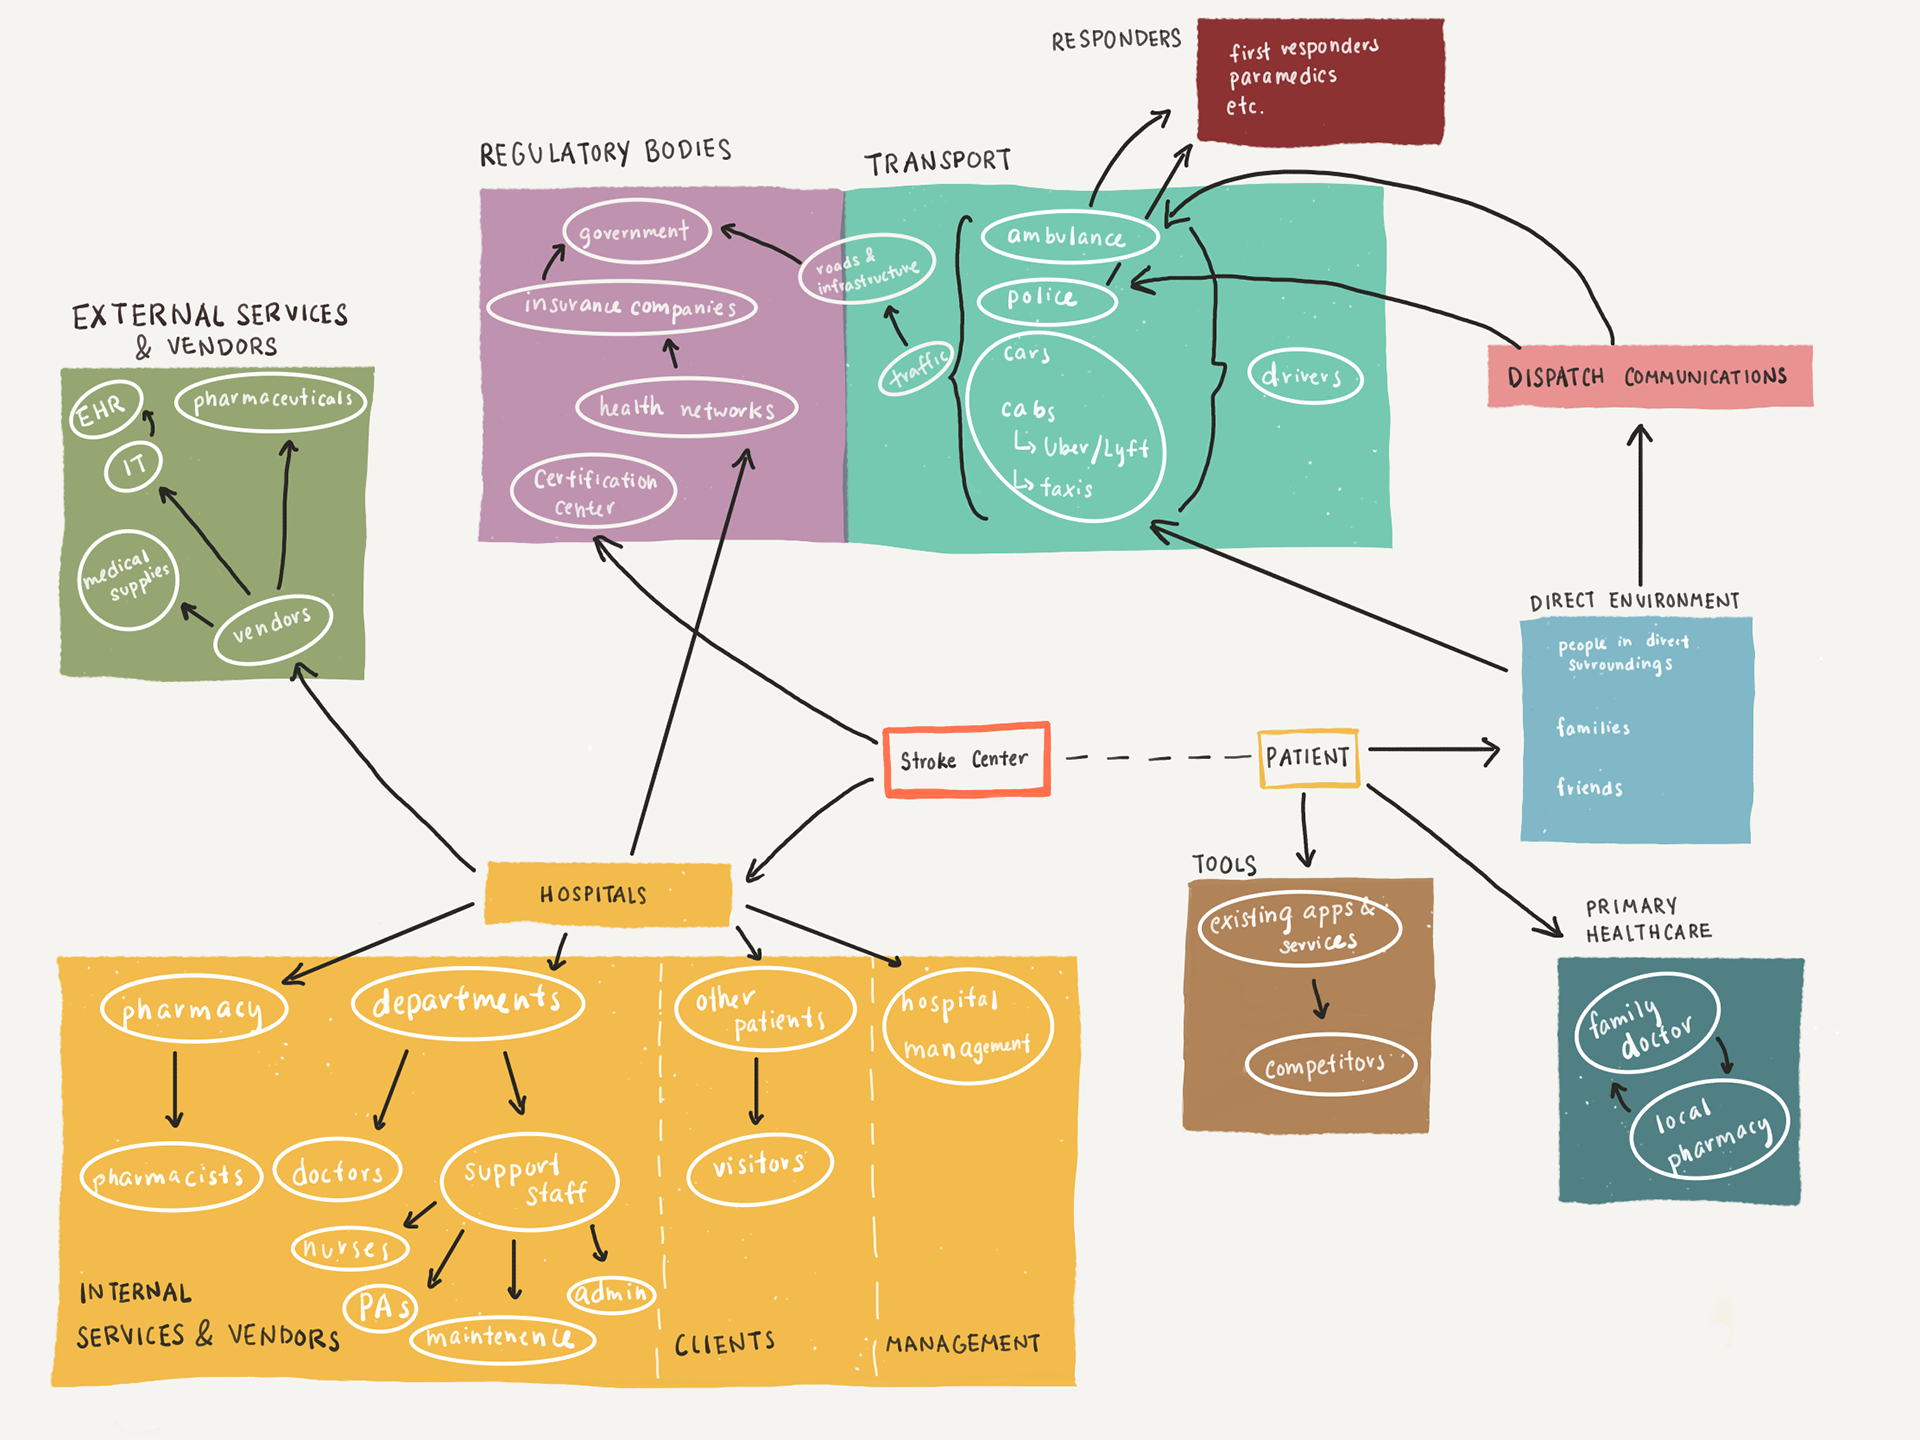 RESPONDERS
first responders
paramedics
etc.
REGULATORY BODIES
government
insurance companies
health networks
Certification
center
TRANSPORT
roads &
infrastructure
traffic
ambulance
police
cars
cabs
↳ Uber/Lyft
↳ taxis
drivers
DISPATCH COMMUNICATIONS
EXTERNAL SERVICES
& VENDORS
EHR
pharmaceuticals
IT
medical
supplies
vendors
DIRECT ENVIRONMENT
people in direct
surroundings
families
friends
Stroke Center
PATIENT
TOOLS
existing apps &
services
competitors
PRIMARY
HEALTHCARE
family
doctor
local
pharmacy
HOSPITALS
pharmacy
departments
other
patients
hospital
management
pharmacists
doctors
support
staff
visitors
nurses
PAs
maintenence
admin
INTERNAL
SERVICES & VENDORS
CLIENTS
MANAGEMENT